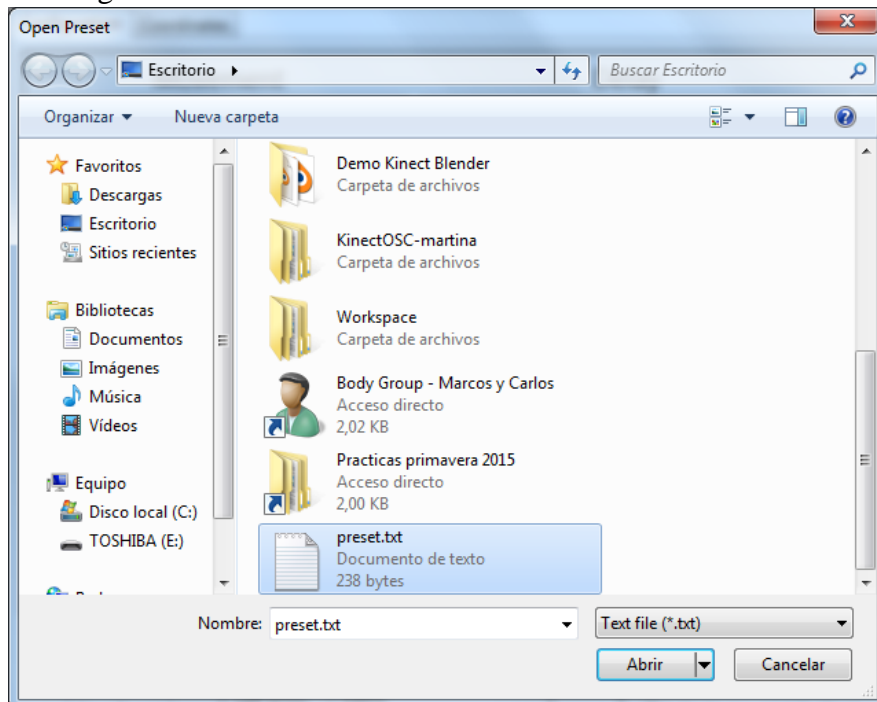 Open Preset
Escritorio
Buscar Escritorio
Organizar
Nueva carpeta
Favoritos
Descargas
Escritorio
Sitios recientes
Bibliotecas
Documentos
Imágenes
Música
Vídeos
Equipo
Disco local (C:)
TOSHIBA (E:)
Demo Kinect Blender
Carpeta de archivos
KinectOSC-martina
Carpeta de archivos
Workspace
Carpeta de archivos
Body Group - Marcos y Carlos
Acceso directo
2,02 KB
Practicas primavera 2015
Acceso directo
2,00 KB
preset.txt
Documento de texto
238 bytes
Nombre: preset.txt
Text file (*.txt)
Abrir
Cancelar